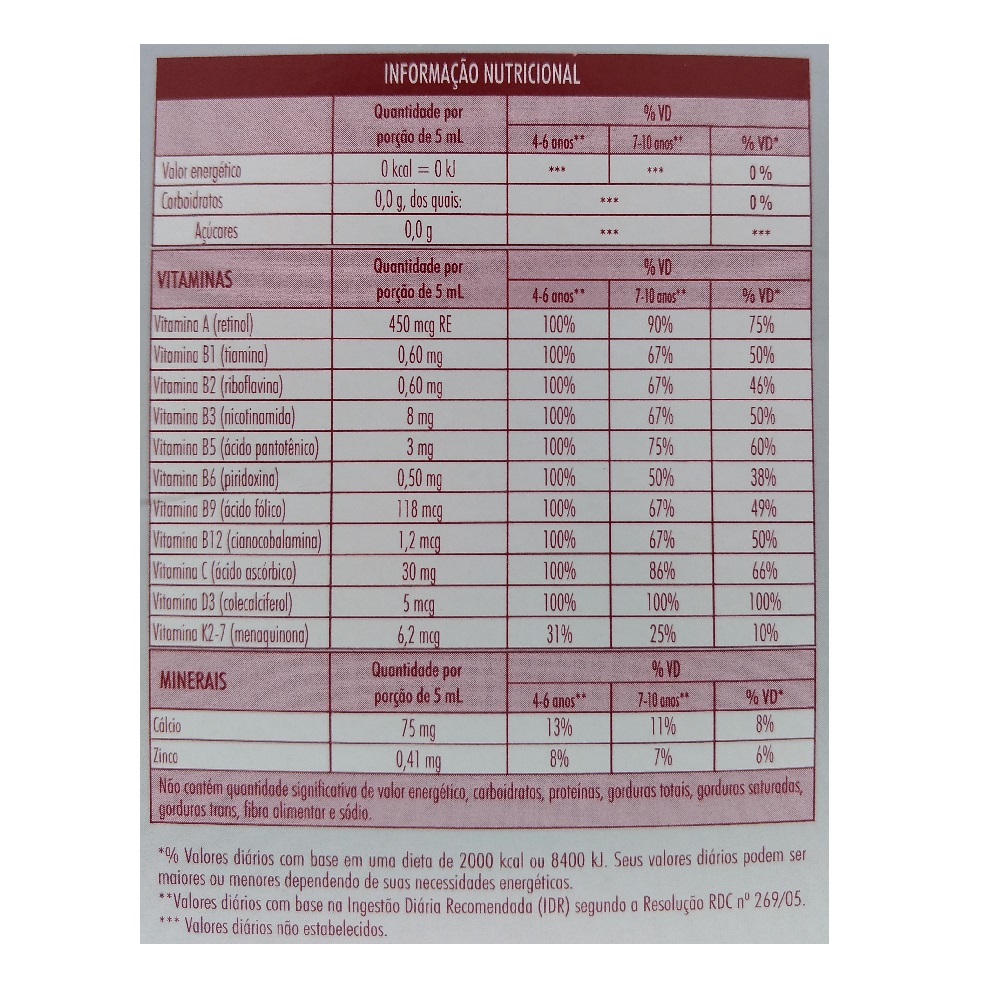 INFORMAÇÃO NUTRICIONAL
Quantidade por porção de 5 mL % VD
4-6 anos** 7-10 anos** % VD*
Valor energético 0 kcal = 0 kJ *** *** 0 %
Carboidratos 0,0 g, dos quais: *** 0 %
Açúcares 0,0 g *** ***
VITAMINAS Quantidade por porção de 5 mL % VD
4-6 anos** 7-10 anos** % VD*
Vitamina A (retinol) 450 mcg RE 100% 90% 75%
Vitamina B1 (tiamina) 0,60 mg 100% 67% 50%
Vitamina B2 (riboflavina) 0,60 mg 100% 67% 46%
Vitamina B3 (nicotinamida) 8 mg 100% 67% 50%
Vitamina B5 (ácido pantotênico) 3 mg 100% 75% 60%
Vitamina B6 (piridoxina) 0,50 mg 100% 50% 38%
Vitamina B9 (ácido fólico) 118 mcg 100% 67% 49%
Vitamina B12 (cianocobalamina) 1,2 mcg 100% 67% 50%
Vitamina C (ácido ascórbico) 30 mg 100% 86% 66%
Vitamina D3 (colecalciferol) 5 mcg 100% 100% 100%
Vitamina K2-7 (menaquinona) 6,2 mcg 31% 25% 10%
MINERAIS Quantidade por porção de 5 mL % VD
4-6 anos** 7-10 anos** % VD*
Cálcio 75 mg 13% 11% 8%
Zinco 0,41 mg 8% 7% 6%
Não contém quantidade significativa de valor energético, carboidratos, proteínas, gorduras totais, gorduras saturadas,
gorduras trans, fibra alimentar e sódio.
*% Valores diários com base em uma dieta de 2000 kcal ou 8400 kJ. Seus valores diários podem ser
maiores ou menores dependendo de suas necessidades energéticas.
**Valores diários com base na Ingestão Diária Recomendada (IDR) segundo a Resolução RDC nº 269/05.
*** Valores diários não estabelecidos.